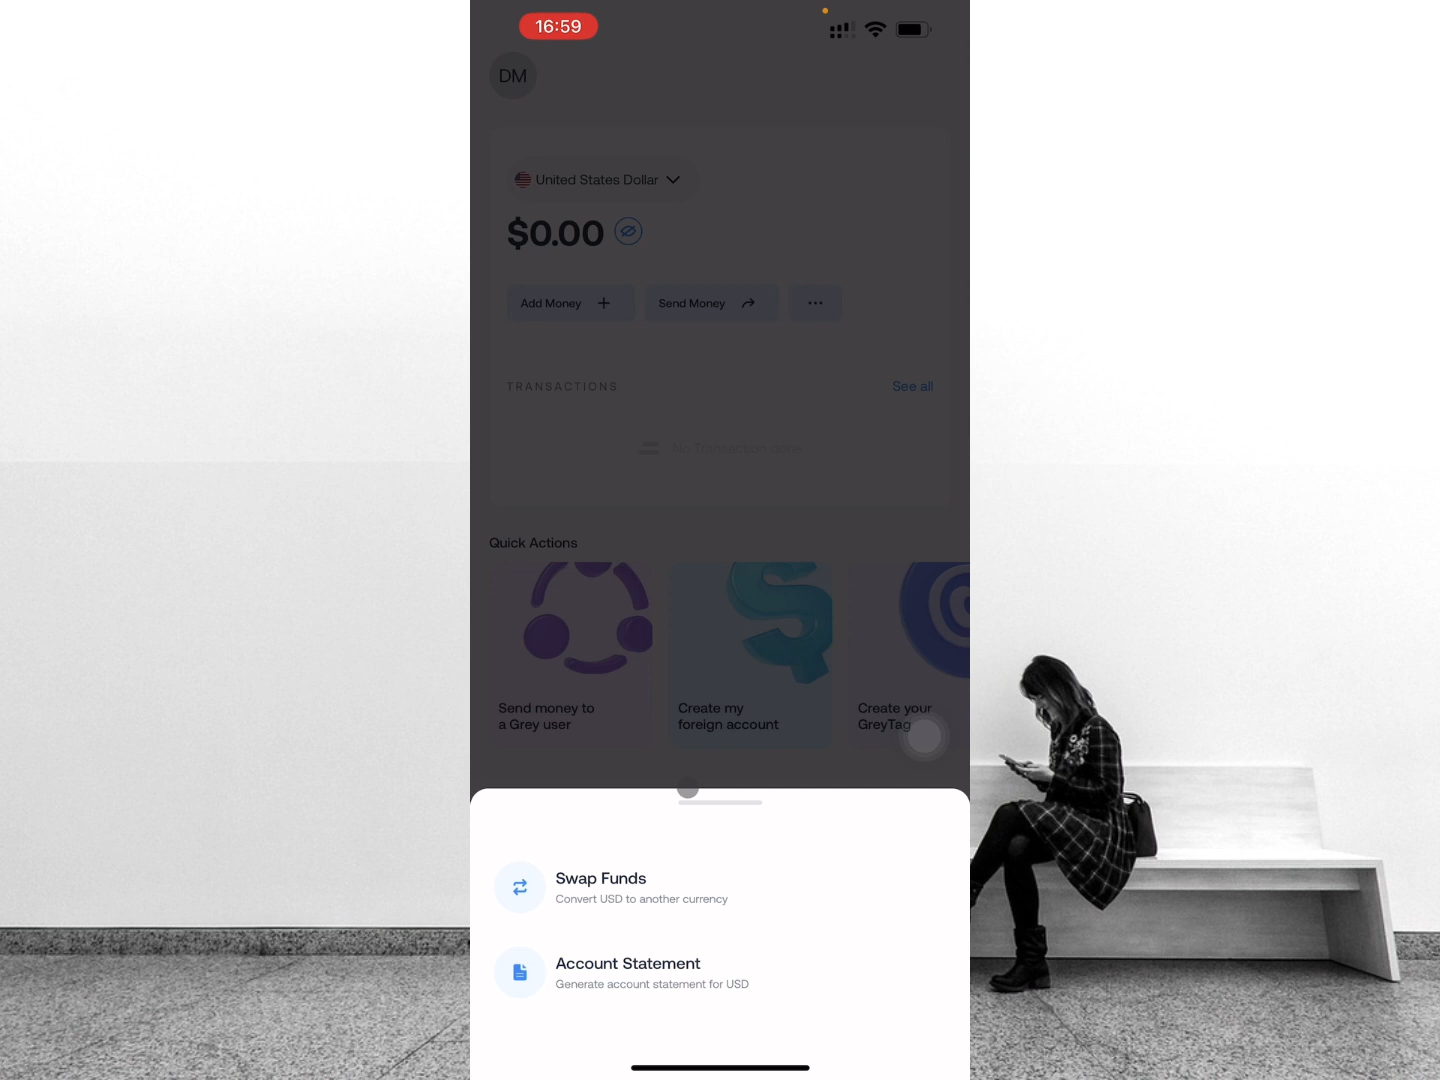 16:59
DM
United States Dollar
$0.00
Add Money
Send Money
TRANSACTIONS
See all
No Transaction done
Quick Actions
Send money to
a Grey user
Create my
foreign account
Create your
GreyTag
Swap Funds
Convert USD to another currency
Account Statement
Generate account statement for USD